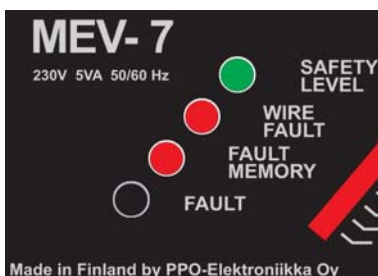 MEV- 7
230V 5VA 50/60 Hz
SAFETY
LEVEL
WIRE
FAULT
FAULT
MEMORY
FAULT
Made in Finland by PPO-Elektroniikka Oy